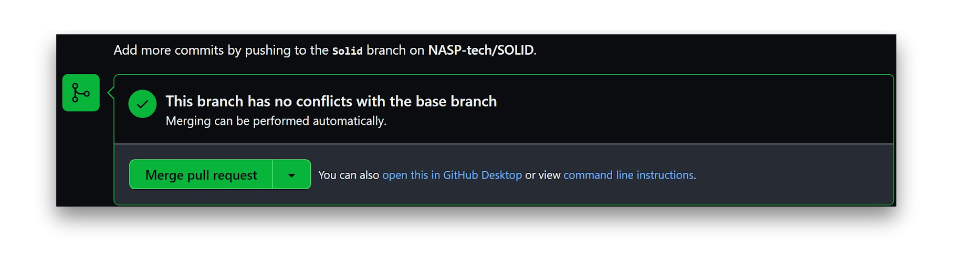 Add more commits by pushing to the Solid branch on NASP-tech/SOLID.
This branch has no conflicts with the base branch
Merging can be performed automatically.
Merge pull request You can also open this in GitHub Desktop or view command line instructions.